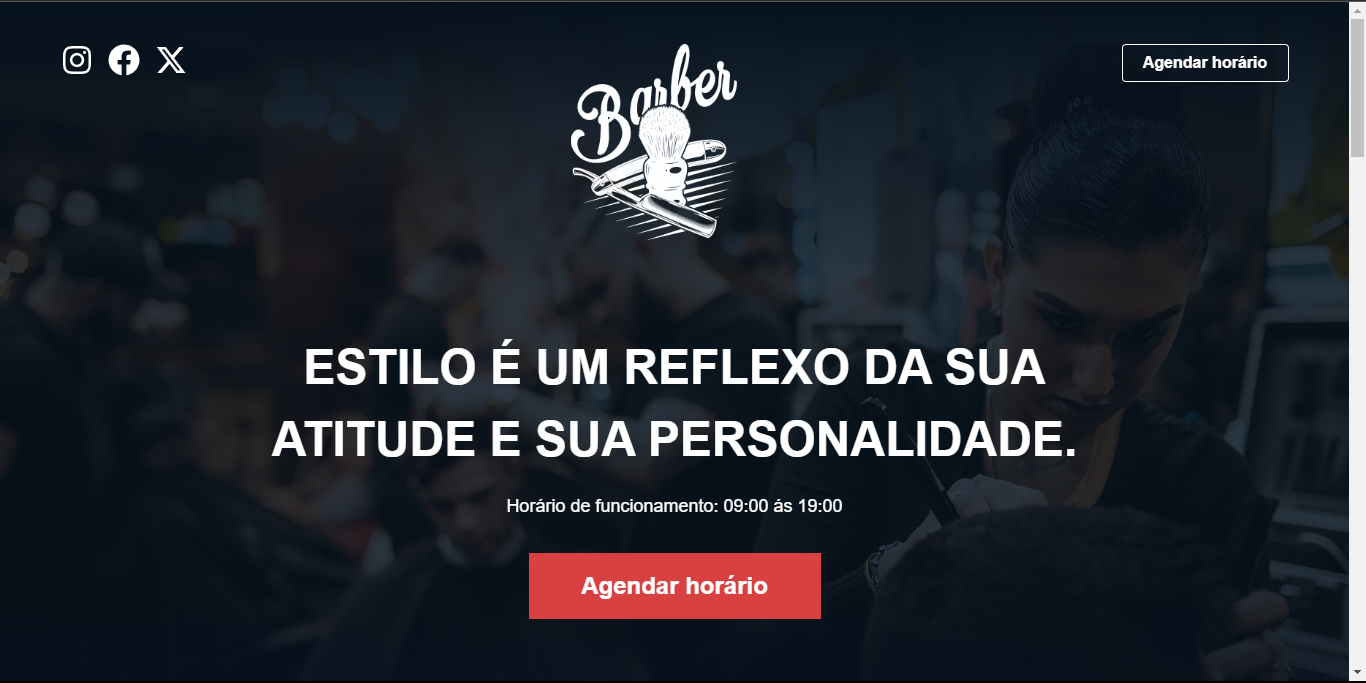 Barber
Agendar horário
ESTILO É UM REFLEXO DA SUA
ATITUDE E SUA PERSONALIDADE.
Horário de funcionamento: 09:00 ás 19:00
Agendar horário